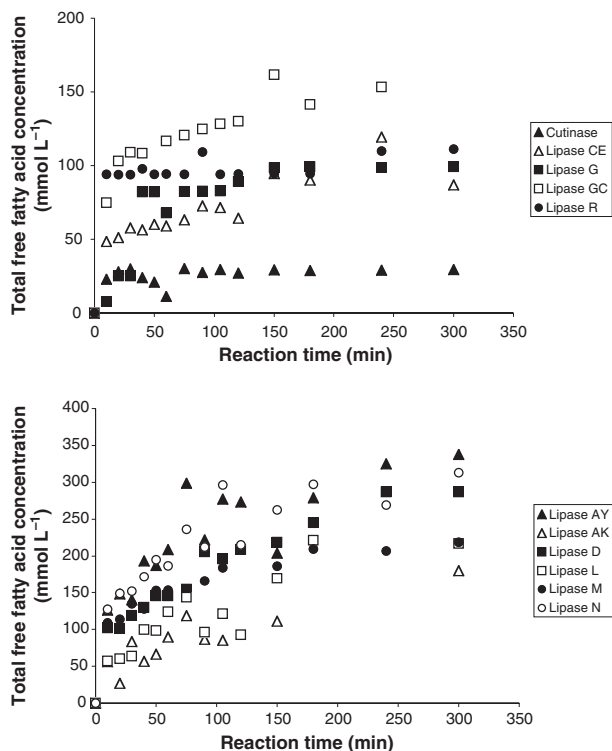 Total free fatty acid concentration
(mmol L⁻¹)
200
150
100
50
0
0 50 100 150 200 250 300 350
Reaction time (min)
Cutinase
Lipase CE
Lipase G
Lipase GC
Lipase R
Total free fatty acid concentration
(mmol L⁻¹)
400
350
300
250
200
150
100
50
0
0 50 100 150 200 250 300 350
Reaction time (min)
Lipase AY
Lipase AK
Lipase D
Lipase L
Lipase M
Lipase N